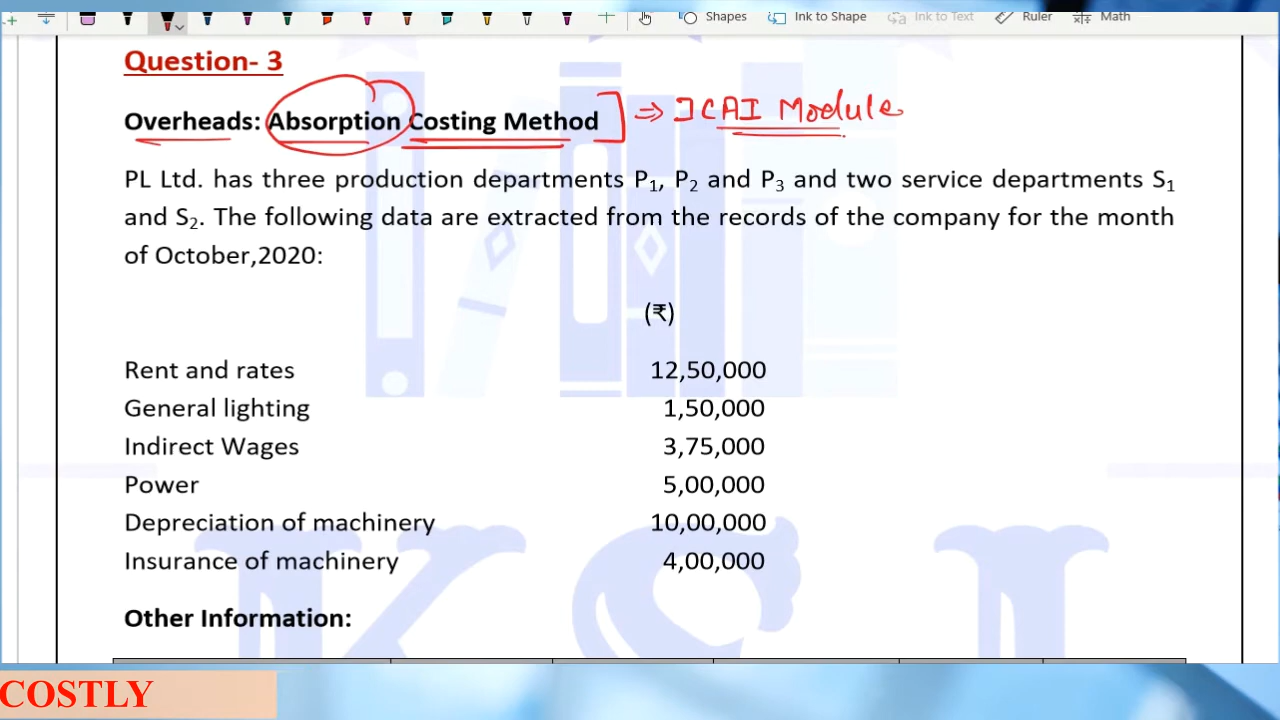 Shapes Ink to Shape Ink to Text Ruler Math
Question- 3
Overheads: Absorption Costing Method ⇒ ICAI Module
PL Ltd. has three production departments P₁, P₂ and P₃ and two service departments S₁
and S₂. The following data are extracted from the records of the company for the month
of October,2020:
(₹)
Rent and rates 12,50,000
General lighting 1,50,000
Indirect Wages 3,75,000
Power 5,00,000
Depreciation of machinery 10,00,000
Insurance of machinery 4,00,000
Other Information:
KSI
COSTLY